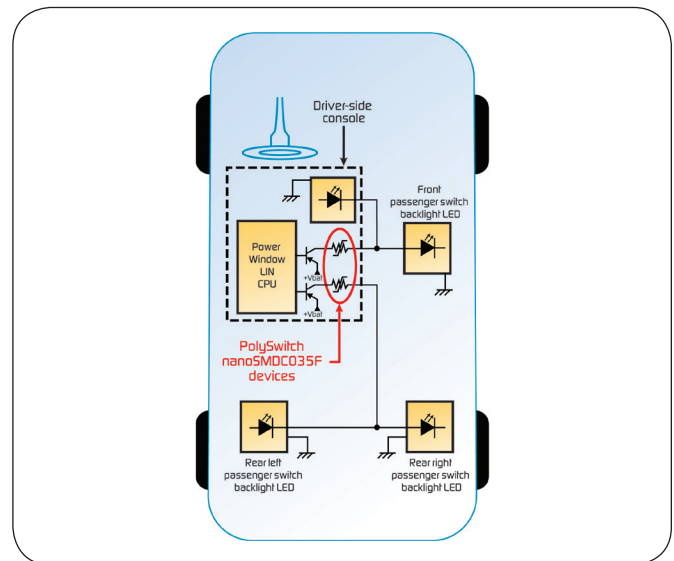 Driver-side
console
Front
passenger switch
backlight LED
Power
Window
LIN
CPU
+Vbat
+Vbat
PolySwitch
nanoSMDC035F
devices
Rear left
passenger switch
backlight LED
Rear right
passenger switch
backlight LED